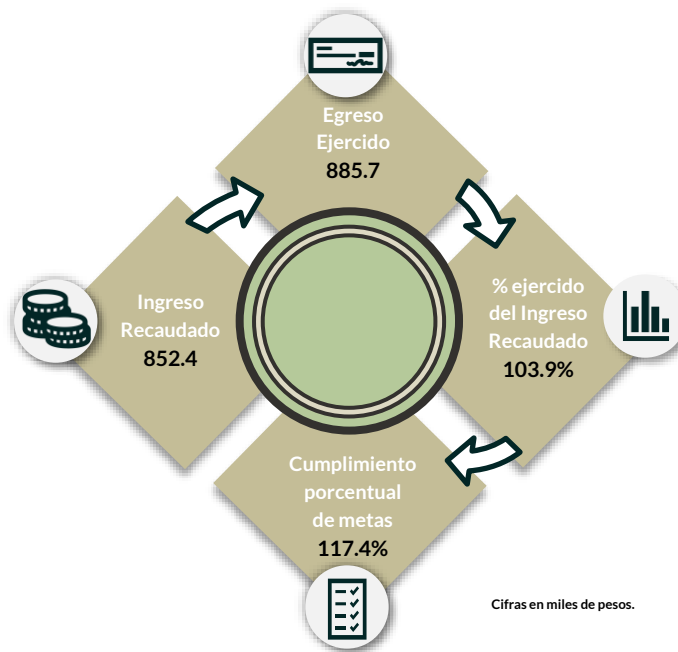 Egreso
Ejercido
885.7
Ingreso
Recaudado
852.4
% ejercido
del Ingreso
Recaudado
103.9%
Cumplimiento
porcentual
de metas
117.4%
Cifras en miles de pesos.